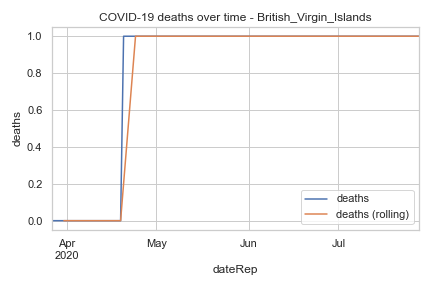 COVID-19 deaths over time - British_Virgin_Islands
deaths
1.0
0.8
0.6
0.4
0.2
0.0
deaths
deaths (rolling)
Apr
2020
May
Jun
Jul
dateRep